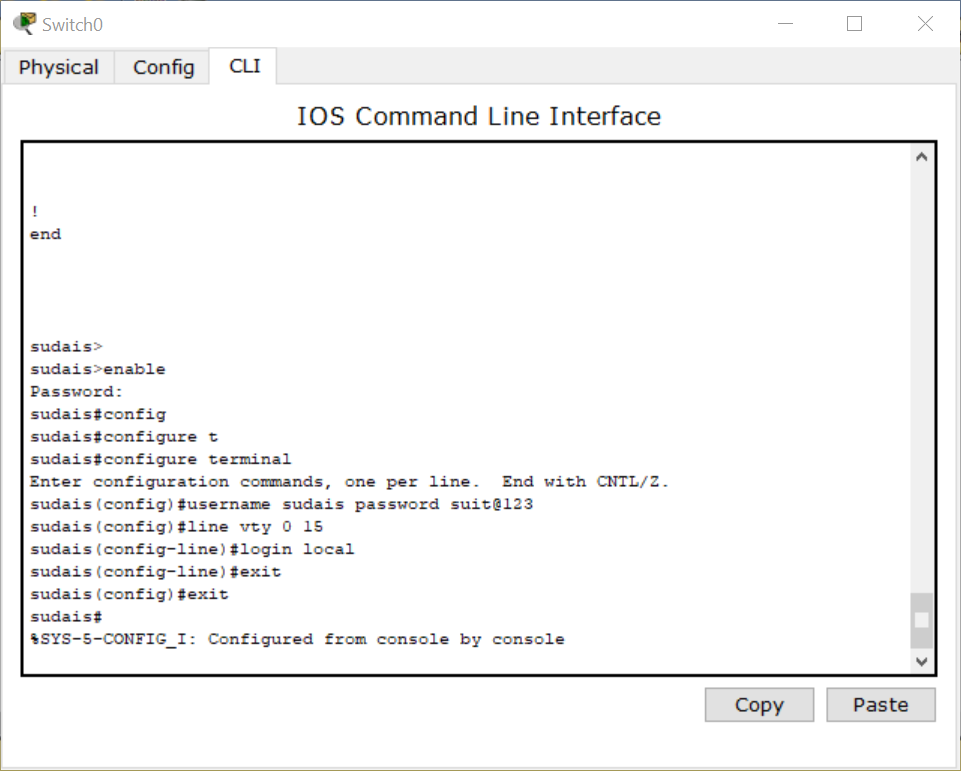 Switch0
Physical Config CLI
IOS Command Line Interface
!
end
sudais>
sudais>enable
Password:
sudais#config
sudais#configure t
sudais#configure terminal
Enter configuration commands, one per line.  End with CNTL/Z.
sudais(config)#username sudais password suit@123
sudais(config)#line vty 0 15
sudais(config-line)#login local
sudais(config-line)#exit
sudais(config)#exit
sudais#
%SYS-5-CONFIG_I: Configured from console by console
Copy Paste